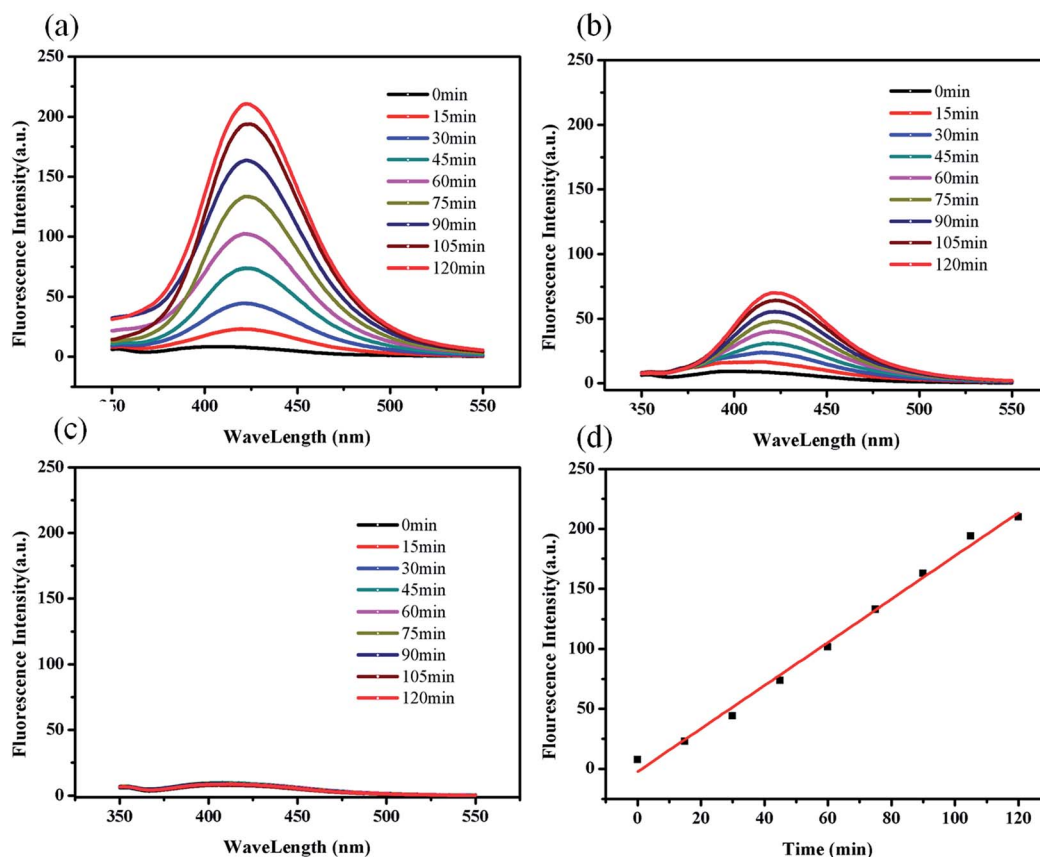 (a)
Fluorescence Intensity(a.u.)
250
200
150
100
50
0
0min
15min
30min
45min
60min
75min
90min
105min
120min
400
450
500
550
WaveLength (nm)
(b)
Fluorescence Intensity(a.u.)
250
200
150
100
50
0
0min
15min
30min
45min
60min
75min
90min
105min
120min
350
400
450
500
550
WaveLength (nm)
(c)
Fluorescence Intensity(a.u.)
250
200
150
100
50
0
0min
15min
30min
45min
60min
75min
90min
105min
120min
350
400
450
500
550
WaveLength (nm)
(d)
Flourescence Intensity(a.u.)
250
200
150
100
50
0
0
20
40
60
80
100
120
Time (min)